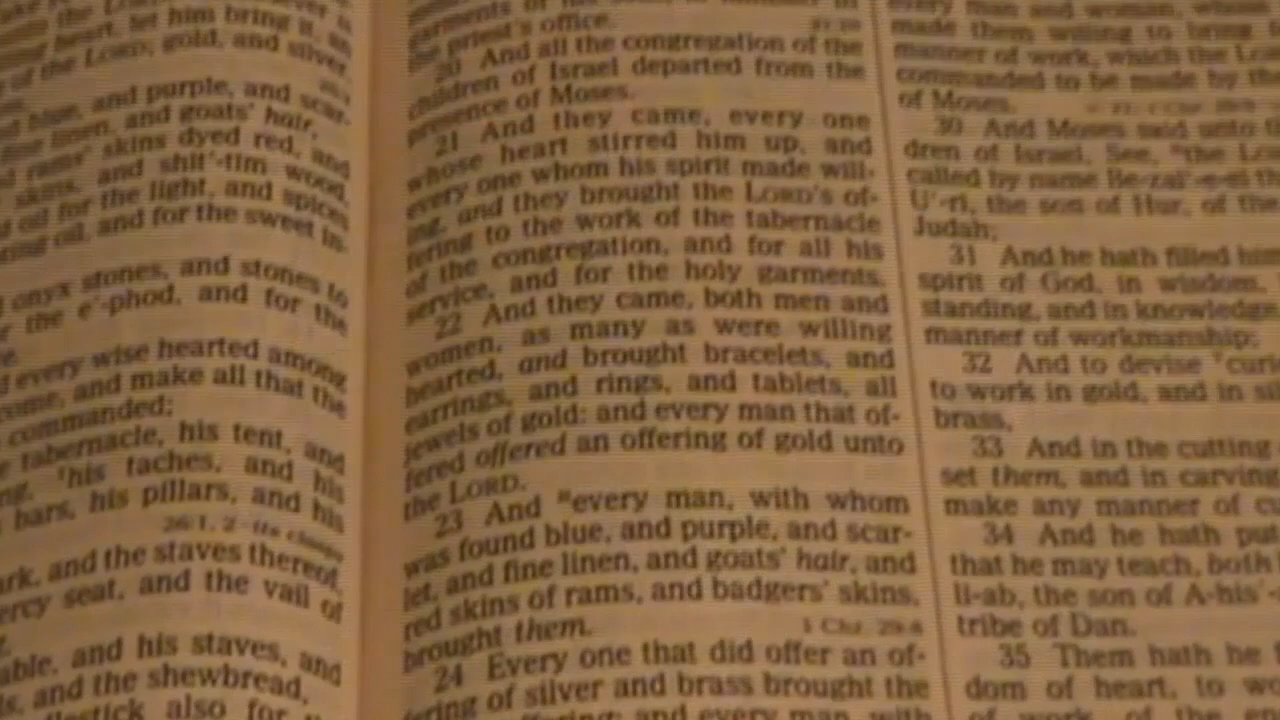 the Lord; gold, and silver,
blue, and purple, and scar-
linen, and goats' hair,
rams' skins dyed red, and
skins, and shit'-tim wood,
oil for the light, and spices
oil, and for the sweet in-
onyx stones, and stones to
the e'-phod, and for the
every wise hearted among
come, and make all that the
commanded;
tabernacle, his tent, and
his taches, and his
bars, his pillars, and his
ark, and the staves thereof,
mercy seat, and the vail of
table, and his staves, and
and the shewbread,
also for
the priest's office.
20 And all the congregation of the
children of Israel departed from the
presence of Moses.
21 And they came, every one
whose heart stirred him up, and
every one whom his spirit made will-
ing, and they brought the LORD'S of-
fering to the work of the tabernacle
of the congregation, and for all his
service, and for the holy garments.
22 And they came, both men and
women, as many as were willing
hearted, and brought bracelets, and
earrings, and rings, and tablets, all
jewels of gold: and every man that of-
fered offered an offering of gold unto
the LORD.
23 And every man, with whom
was found blue, and purple, and scar-
let, and fine linen, and goats' hair, and
red skins of rams, and badgers' skins,
brought them. 1 Chr. 29:8
24 Every one that did offer an of-
fering of silver and brass brought the
and every man, with
every man and woman, whose
made them willing to bring
manner of work, which the
commanded to be made by the
of Moses.
30 And Moses said unto
dren of Israel, See, the
called by name Be-zal'-e-el
U'-ri, the son of Hur, of the
Judah;
31 And he hath filled him
spirit of God, in wisdom,
standing, and in knowledge
manner of workmanship;
32 And to devise
to work in gold, and in
brass,
33 And in the cutting
set them, and in carving
make any manner of
34 And he hath put
that he may teach, both
li-ab, the son of A-his'-
tribe of Dan.
35 Them hath he
dom of heart, to
of work, of the